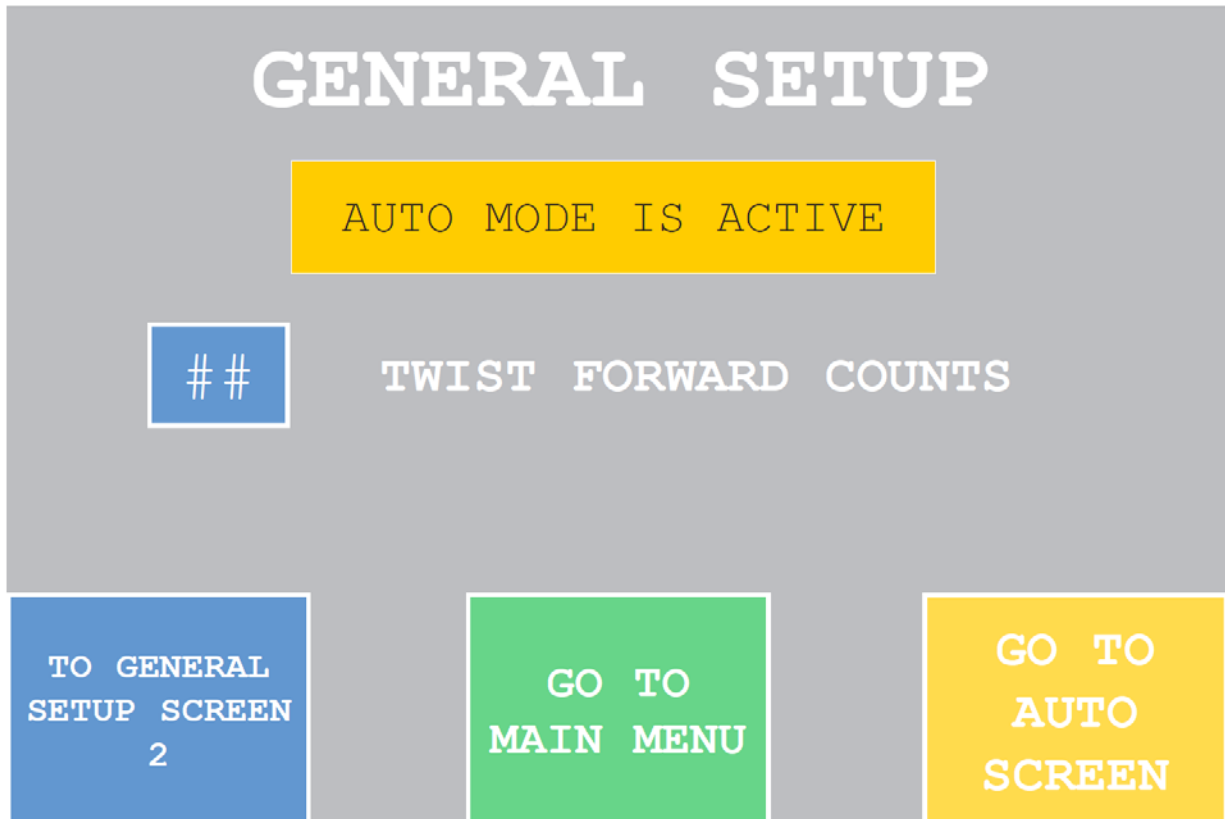 GENERAL SETUP
AUTO MODE IS ACTIVE
## TWIST FORWARD COUNTS
TO GENERAL
SETUP SCREEN
2
GO TO
MAIN MENU
GO TO
AUTO
SCREEN